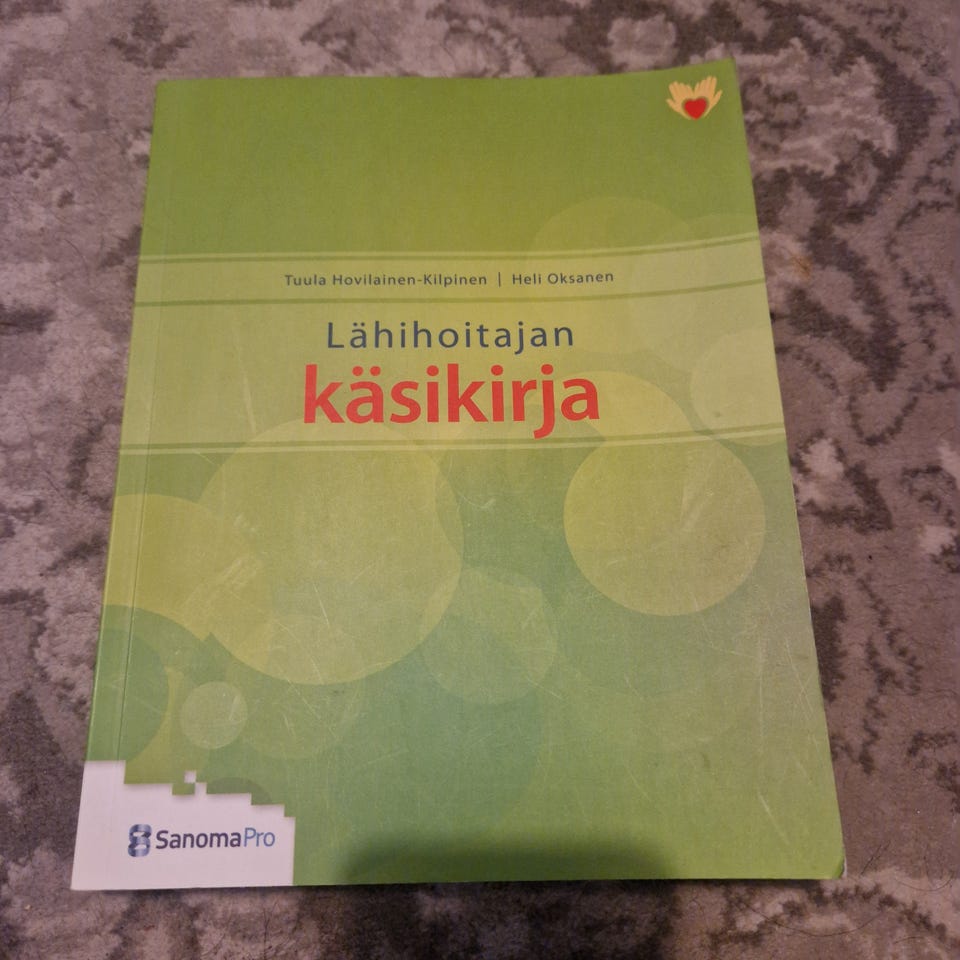 Tuula Hovilainen-Kilpinen | Heli Oksanen
Lähihoitajan
käsikirja
SanomaPro